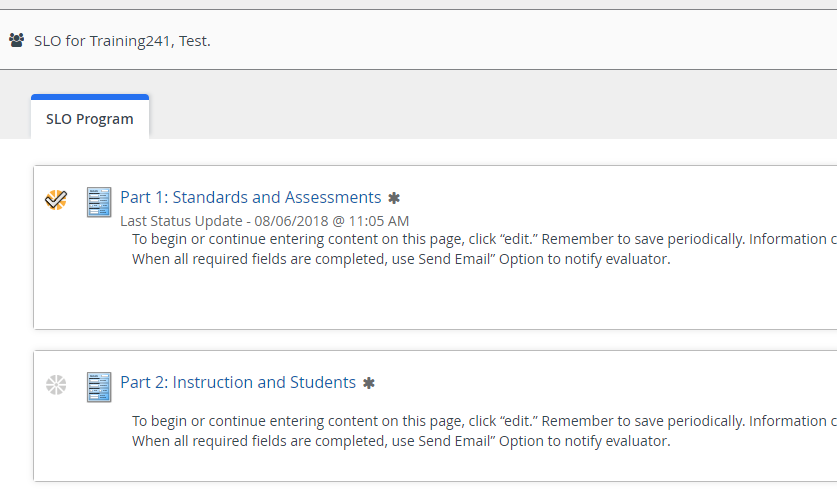 SLO for Training241, Test.
SLO Program
Part 1: Standards and Assessments ✱
Last Status Update - 08/06/2018 @ 11:05 AM
To begin or continue entering content on this page, click “edit.” Remember to save periodically. Information
When all required fields are completed, use Send Email” Option to notify evaluator.
Part 2: Instruction and Students ✱
To begin or continue entering content on this page, click “edit.” Remember to save periodically. Information
When all required fields are completed, use Send Email” Option to notify evaluator.